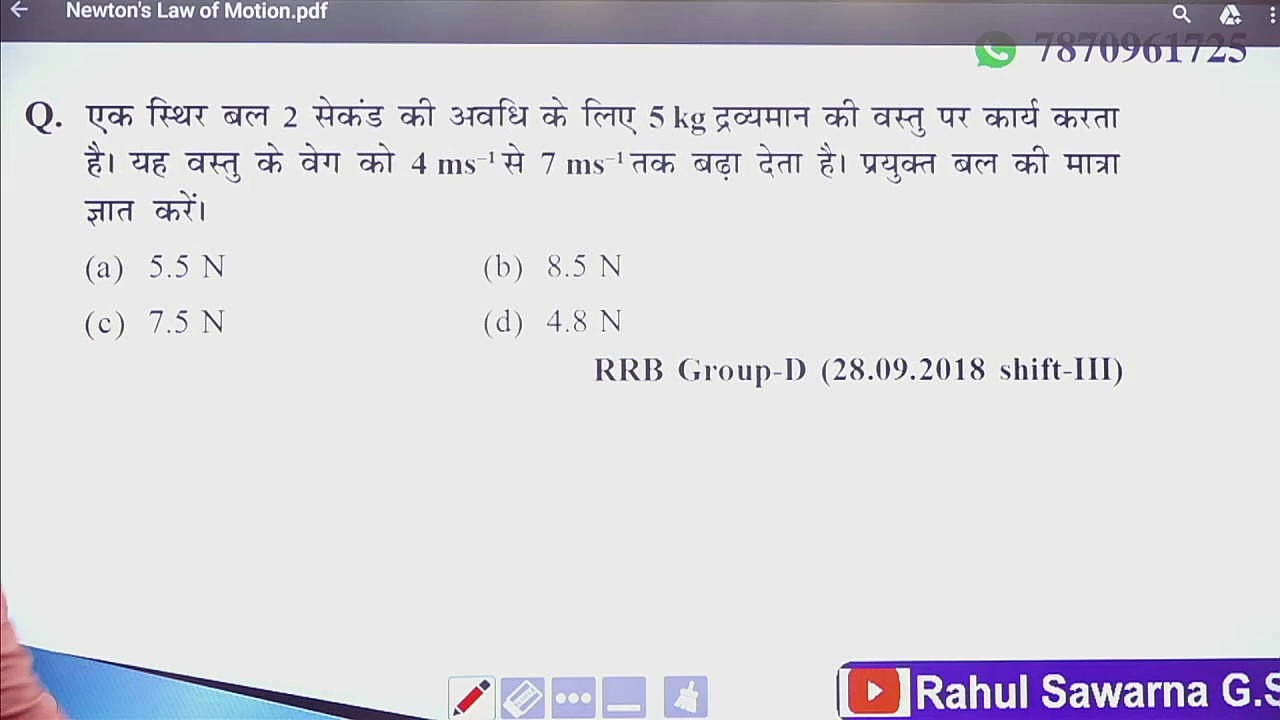 Newton's Law of Motion.pdf
7870961725
Q. एक स्थिर बल 2 सेकंड की अवधि के लिए 5 kg द्रव्यमान की वस्तु पर कार्य करता
है। यह वस्तु के वेग को 4 ms⁻¹ से 7 ms⁻¹ तक बढ़ा देता है। प्रयुक्त बल की मात्रा
ज्ञात करें।
(a) 5.5 N (b) 8.5 N
(c) 7.5 N (d) 4.8 N
RRB Group-D (28.09.2018 shift-III)
Rahul Sawarna G.S